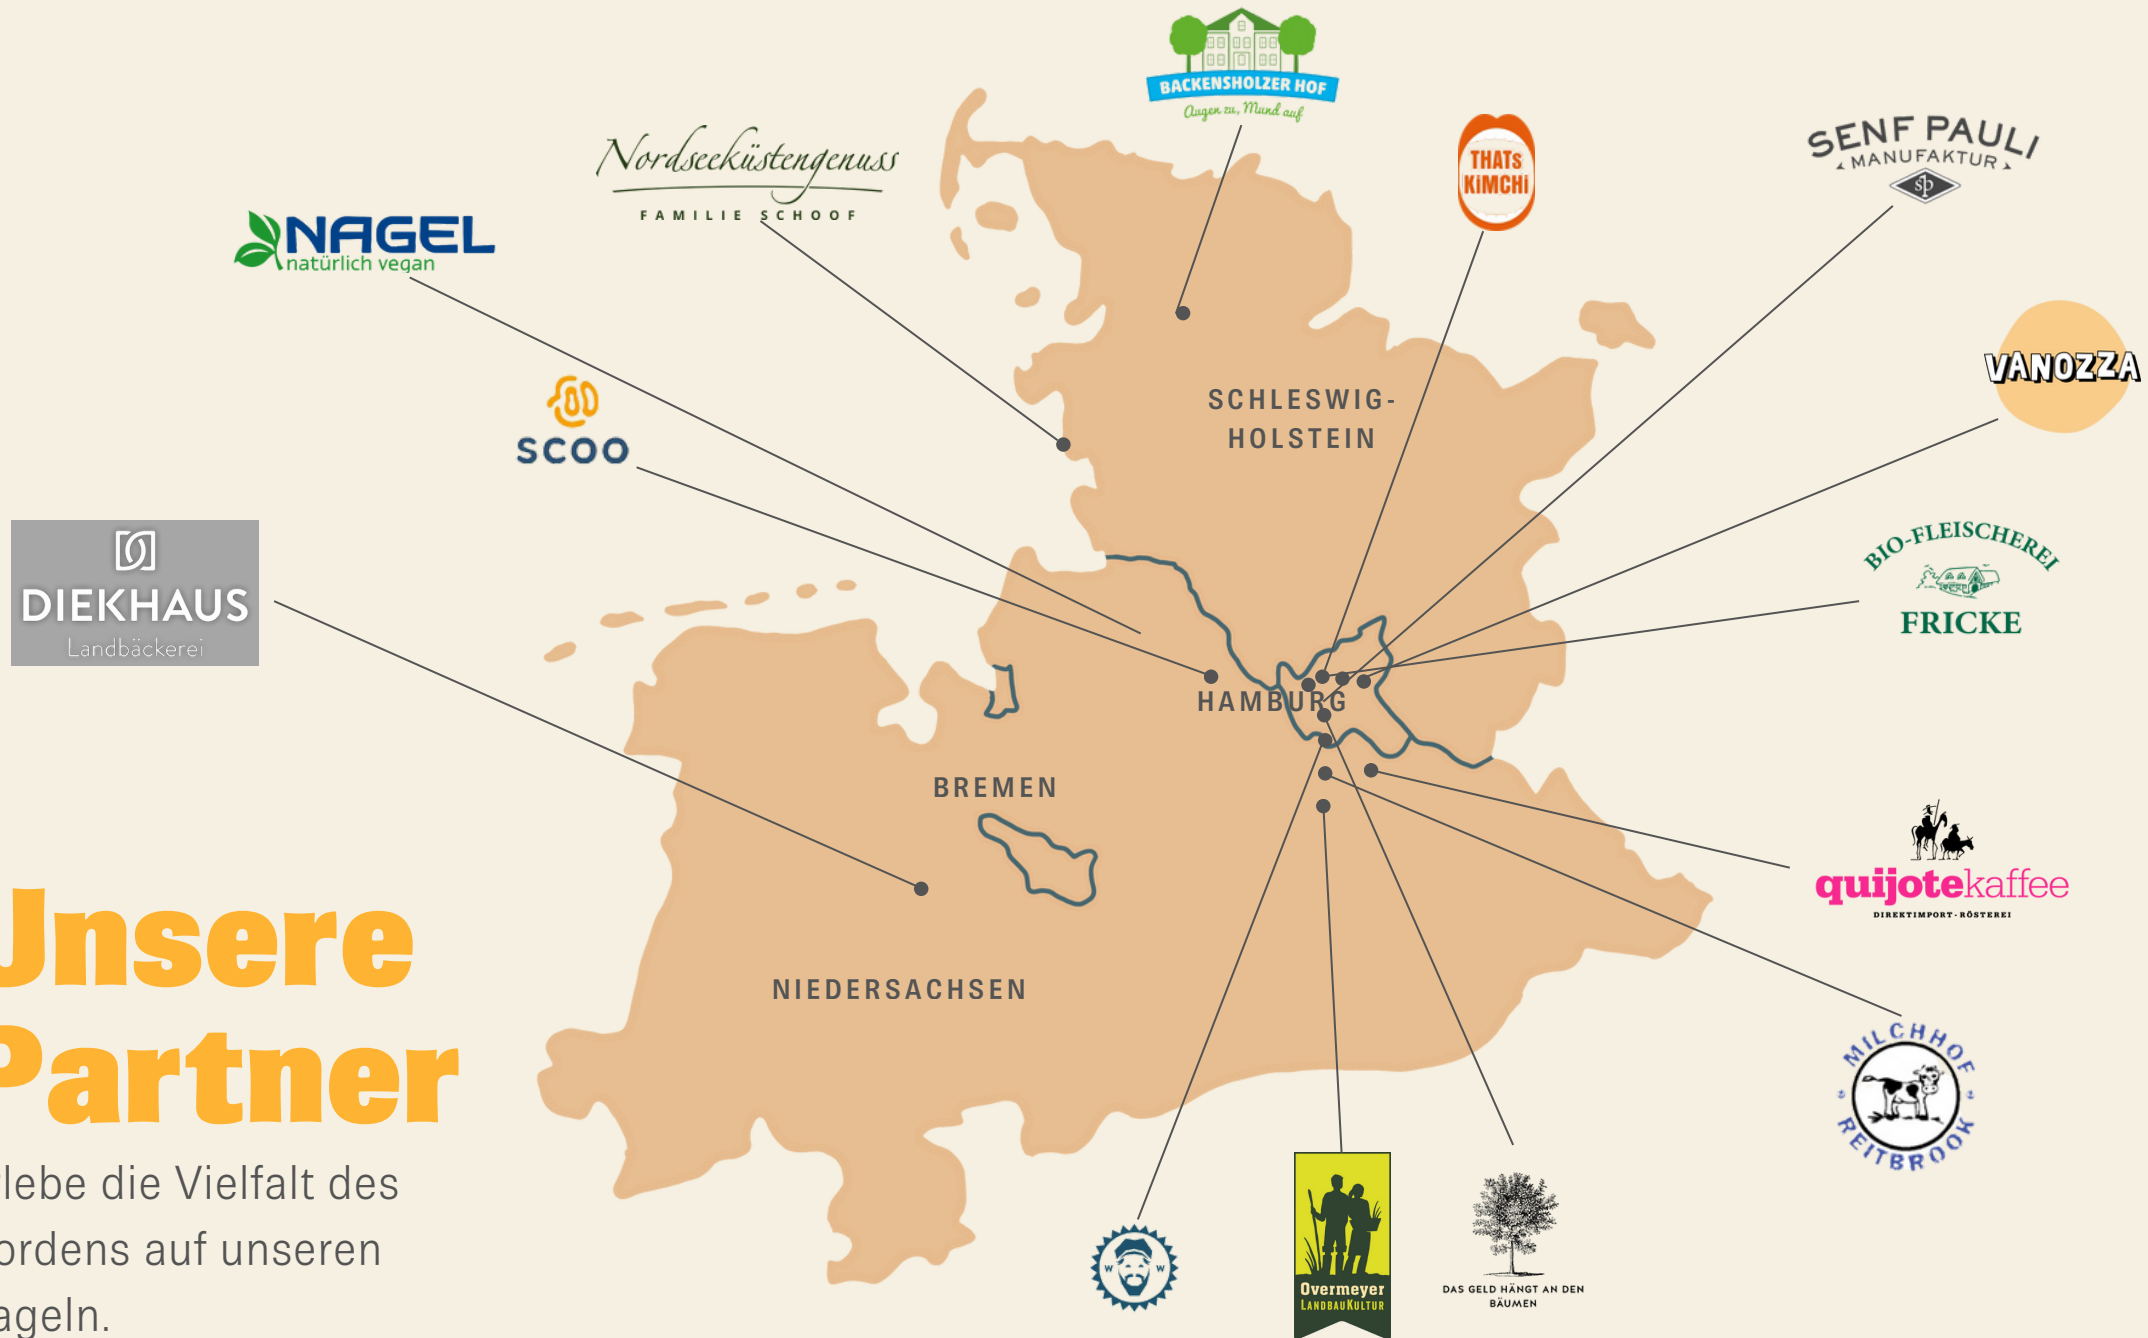 BACKENSHOLZER HOF
Augen zu, Mund auf
Nordseeküstengenuss
FAMILIE SCHOOF
THATs
KiMCHi
SENF PAULI
MANUFAKTUR
sp
NAGEL
natürlich vegan
VANOZZA
SCOO
SCHLESWIG-
HOLSTEIN
DIEKHAUS
Landbäckerei
BIO-FLEISCHEREI
FRICKE
HAMBURG
BREMEN
quijotekaffee
DIREKTIMPORT-RÖSTEREI
NIEDERSACHSEN
Unsere
Partner
lebe die Vielfalt des
ordens auf unseren
ageln.
MILCHHOF
REITBROOK
W W
Overmeyer
LANDBAUKULTUR
DAS GELD HÄNGT AN DEN
BÄUMEN